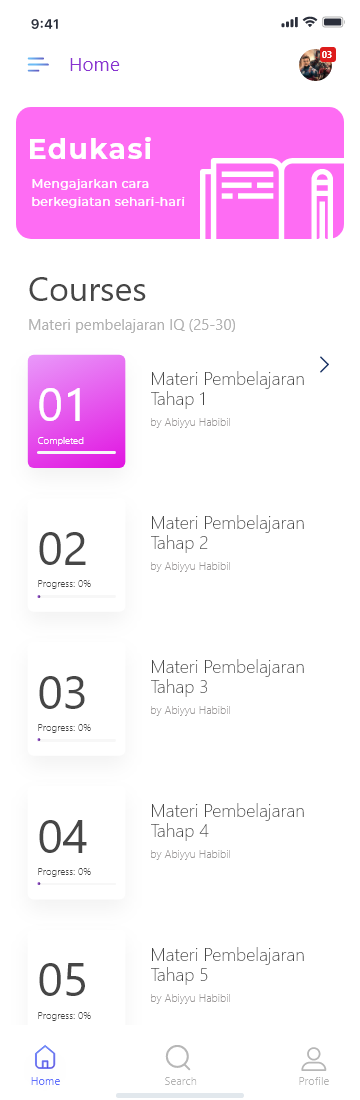 9:41
Home
03
Edukasi
Mengajarkan cara
berkegiatan sehari-hari
Courses
Materi pembelajaran IQ (25-30)
01
Completed
Materi Pembelajaran
Tahap 1
by Abiyyu Habibil
02
Progress: 0%
Materi Pembelajaran
Tahap 2
by Abiyyu Habibil
03
Progress: 0%
Materi Pembelajaran
Tahap 3
by Abiyyu Habibil
04
Progress: 0%
Materi Pembelajaran
Tahap 4
by Abiyyu Habibil
05
Progress: 0%
Materi Pembelajaran
Tahap 5
by Abiyyu Habibil
Home
Search
Profile